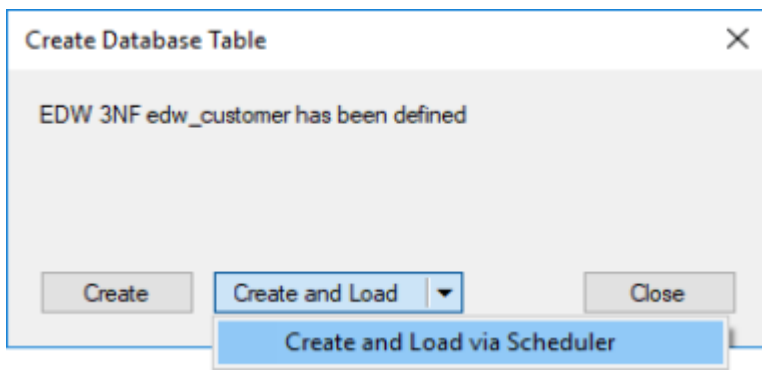 Create Database Table
EDW 3NF edw_customer has been defined
Create
Create and Load
Close
Create and Load via Scheduler